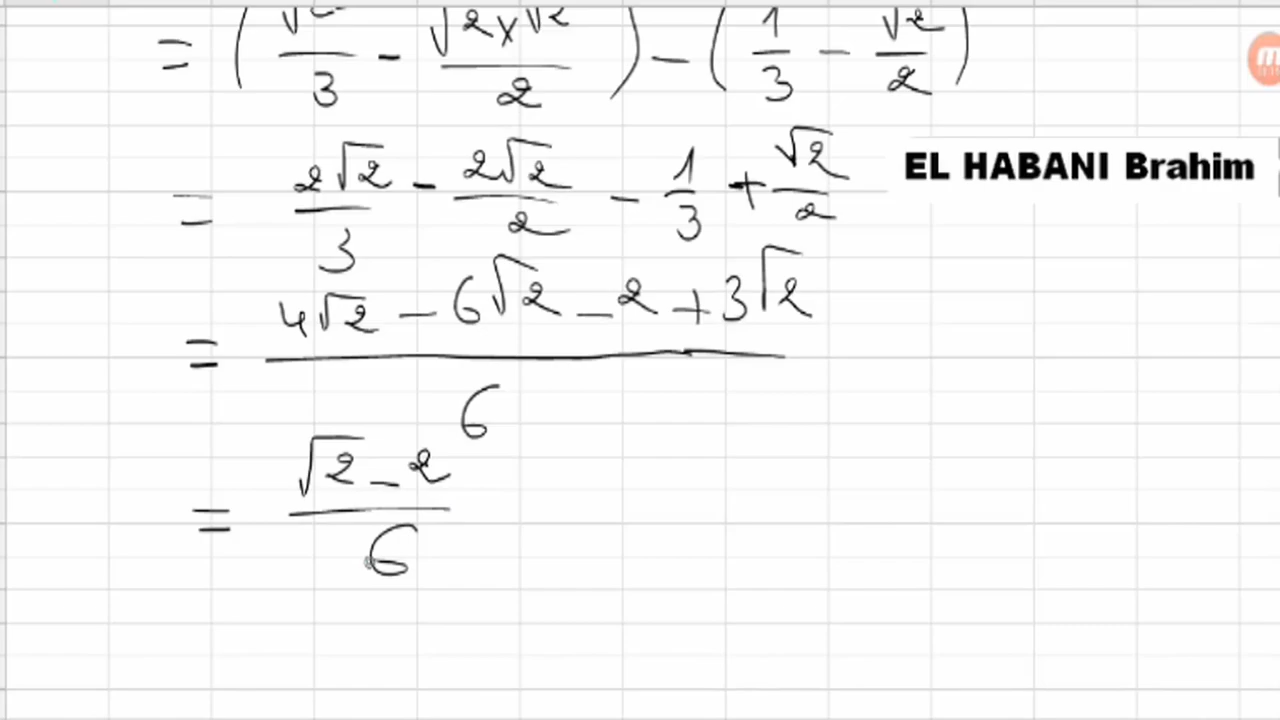 = (√2/3 - √2×√2/2) - (1/3 - √2/2)
= 2√2/3 - 2√2/2 - 1/3 + √2/2
EL HABANI Brahim
= (4√2 - 6√2 - 2 + 3√2)/6
= (√2 - 2)/6